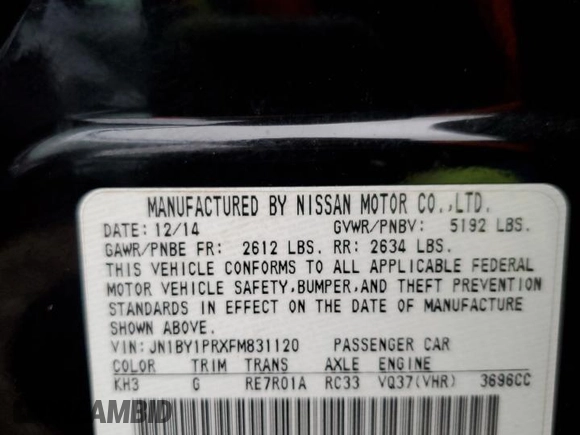 MANUFACTURED BY NISSAN MOTOR CO.,LTD.
DATE: 12/14 GVWR/PNBV: 5192 LBS.
GAWR/PNBE FR: 2612 LBS. RR: 2634 LBS.
THIS VEHICLE CONFORMS TO ALL APPLICABLE FEDERAL
MOTOR VEHICLE SAFETY,BUMPER,AND THEFT PREVENTION
STANDARDS IN EFFECT ON THE DATE OF MANUFACTURE
SHOWN ABOVE.
VIN: JN1BY1PRXFM831120 PASSENGER CAR
COLOR TRIM TRANS AXLE ENGINE
KH3 G RE7R01A RC33 VQ37(VHR) 3696CC